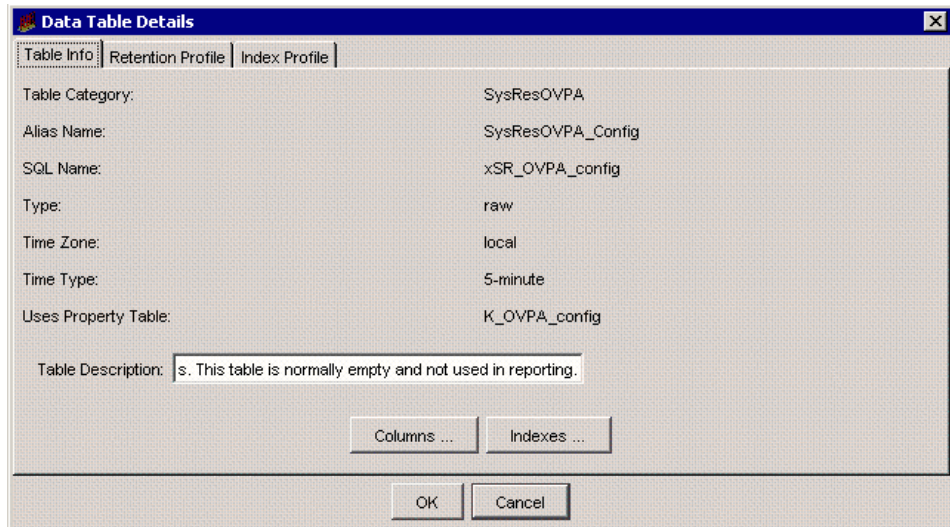 Data Table Details
Table Info Retention Profile Index Profile
Table Category: SysResOVPA
Alias Name: SysResOVPA_Config
SQL Name: xSR_OVPA_config
Type: raw
Time Zone: local
Time Type: 5-minute
Uses Property Table: K_OVPA_config
Table Description: s. This table is normally empty and not used in reporting.
Columns ... Indexes ...
OK Cancel